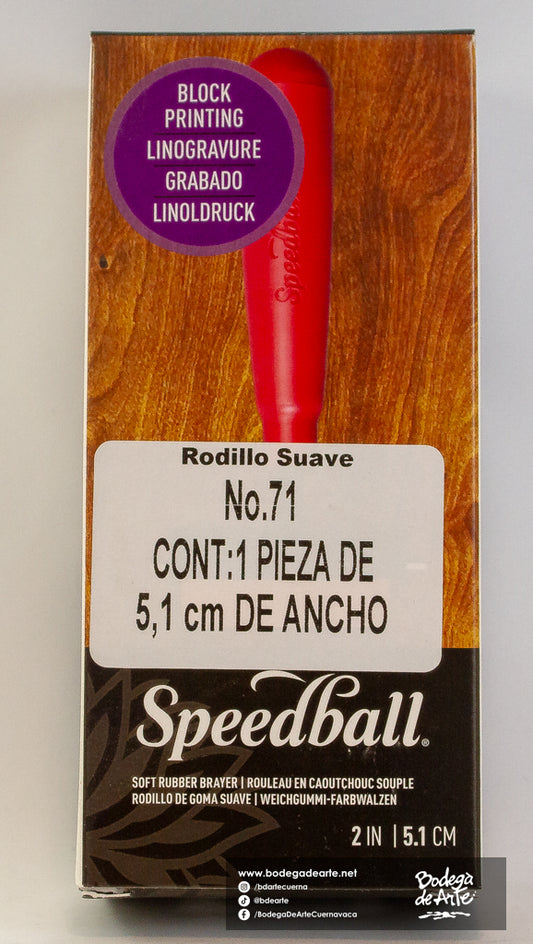 BLOCK
PRINTING
LINOGRAVURE
GRABADO
LINOLDRUCK
Speedball
Rodillo Suave
No.71
CONT:1 PIEZA DE
5,1 cm DE ANCHO
Speedball®
SOFT RUBBER BRAYER | ROULEAU EN CAOUTCHOUC SOUPLE
RODILLO DE GOMA SUAVE | WEICHGUMMI-FARBWALZEN
2 IN | 5.1 CM
www.bodegadearte.net
/bdartecuerna
@bdearte
/BodegaDeArteCuernavaca
Bodega
de Arte